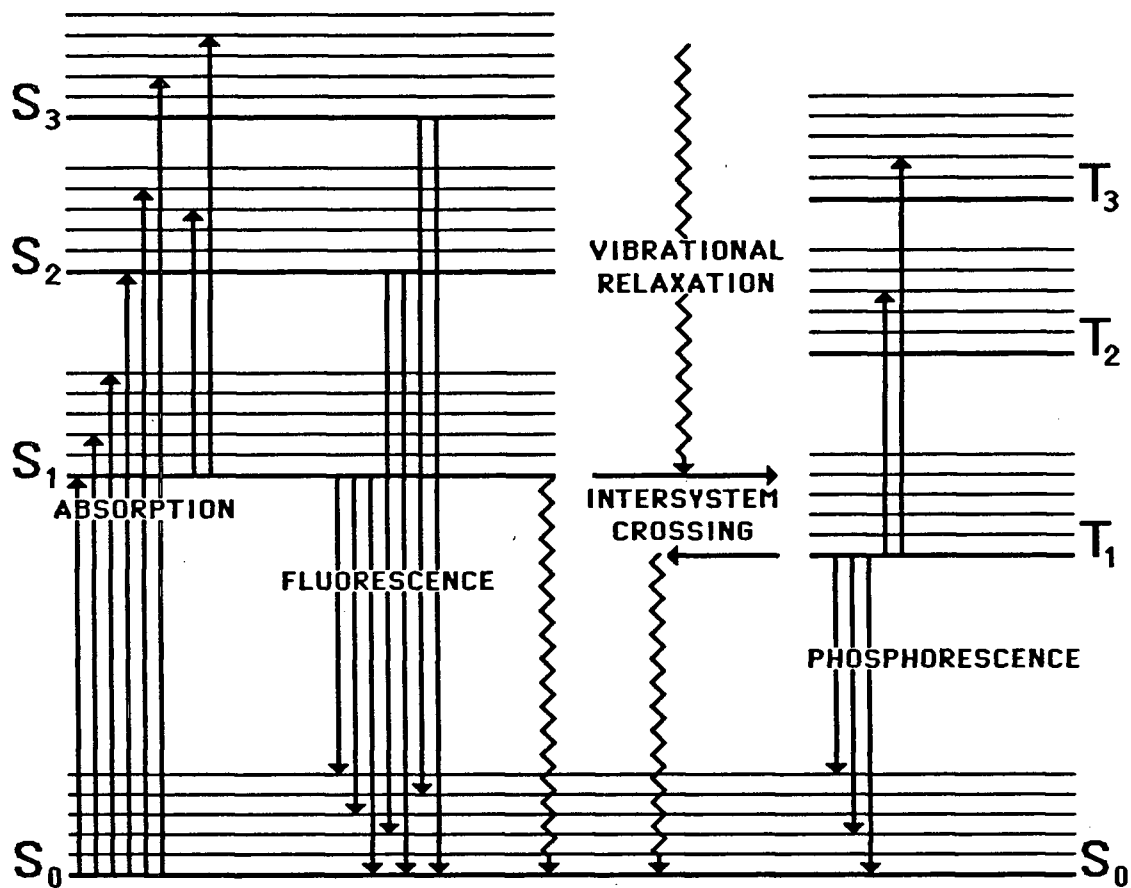 S3
T3
VIBRATIONAL
RELAXATION
S2
T2
S1
ABSORPTION
INTERSYSTEM
CROSSING
T1
FLUORESCENCE
PHOSPHORESCENCE
S0
S0